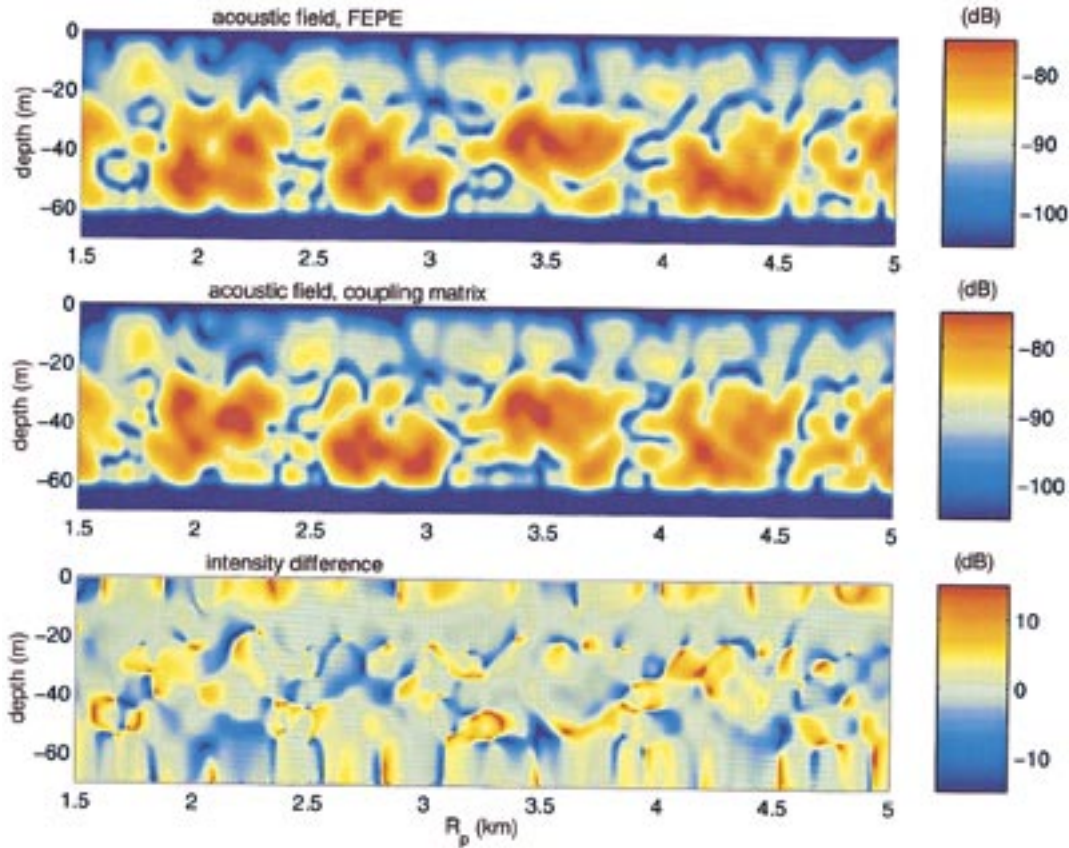 acoustic field, FEPE
(dB)
0
−20
−40
−60
depth (m)
1.5 2 2.5 3 3.5 4 4.5 5
−80
−90
−100
acoustic field, coupling matrix
(dB)
0
−20
−40
−60
depth (m)
1.5 2 2.5 3 3.5 4 4.5 5
−80
−90
−100
intensity difference
(dB)
0
−20
−40
−60
depth (m)
1.5 2 2.5 3 3.5 4 4.5 5
R_p (km)
10
0
−10